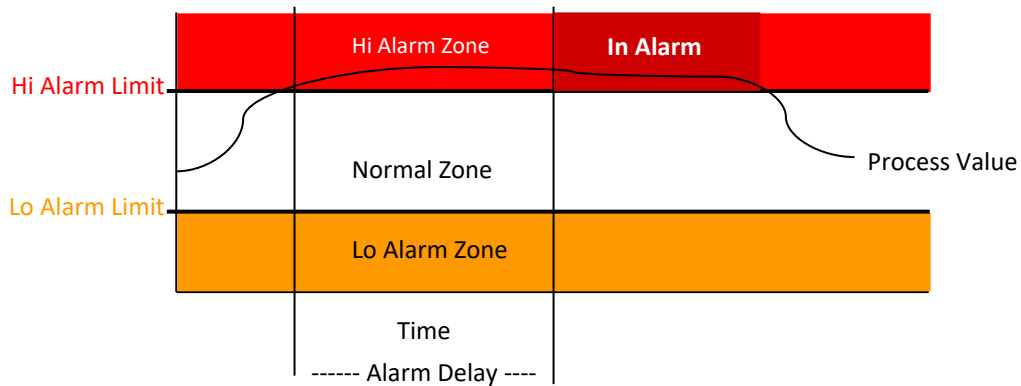 Hi Alarm Zone
In Alarm
Hi Alarm Limit
Normal Zone
Process Value
Lo Alarm Limit
Lo Alarm Zone
Time
------ Alarm Delay ----